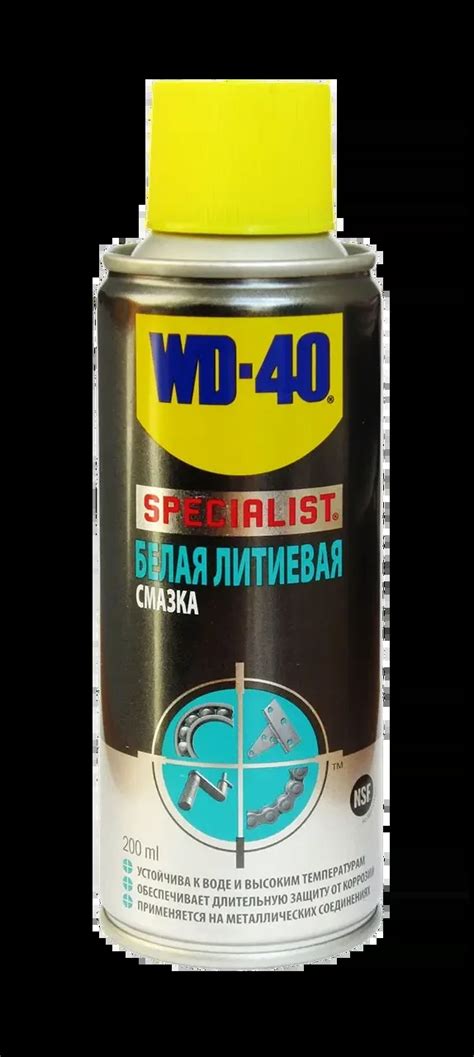 WD-40®
SPECIALIST®
БЕЛАЯ ЛИТИЕВАЯ
СМАЗКА
TM
NSF
200 ml
УСТОЙЧИВА К ВОДЕ И ВЫСОКИМ ТЕМПЕРАТУРАМ
ОБЕСПЕЧИВАЕТ ДЛИТЕЛЬНУЮ ЗАЩИТУ ОТ КОРРОЗИИ
ПРИМЕНЯЕТСЯ НА МЕТАЛЛИЧЕСКИХ СОЕДИНЕНИЯХ